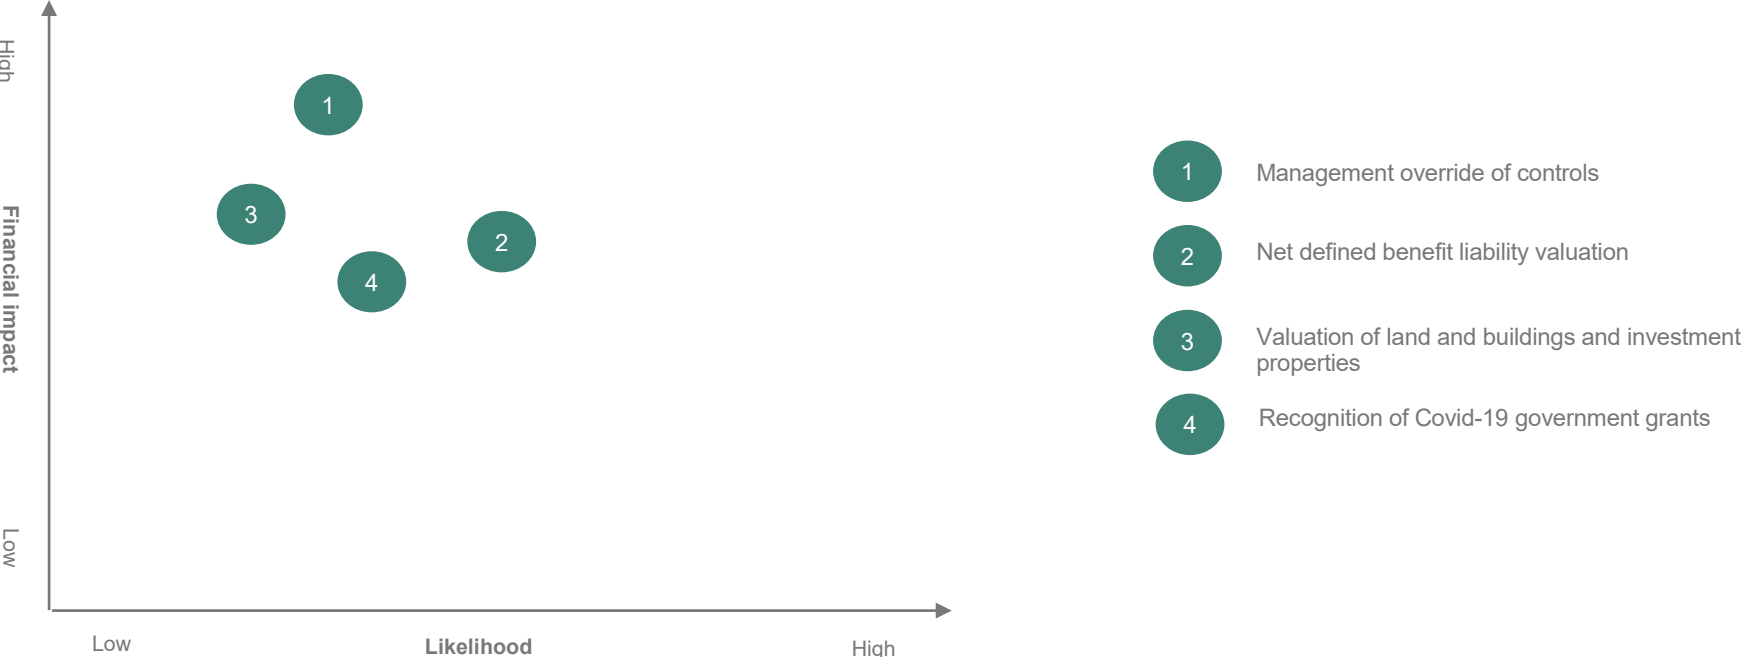 High
Financial impact
Low
1
3
2
4
Low
Likelihood
High
1
Management override of controls
2
Net defined benefit liability valuation
3
Valuation of land and buildings and investment
properties
4
Recognition of Covid-19 government grants